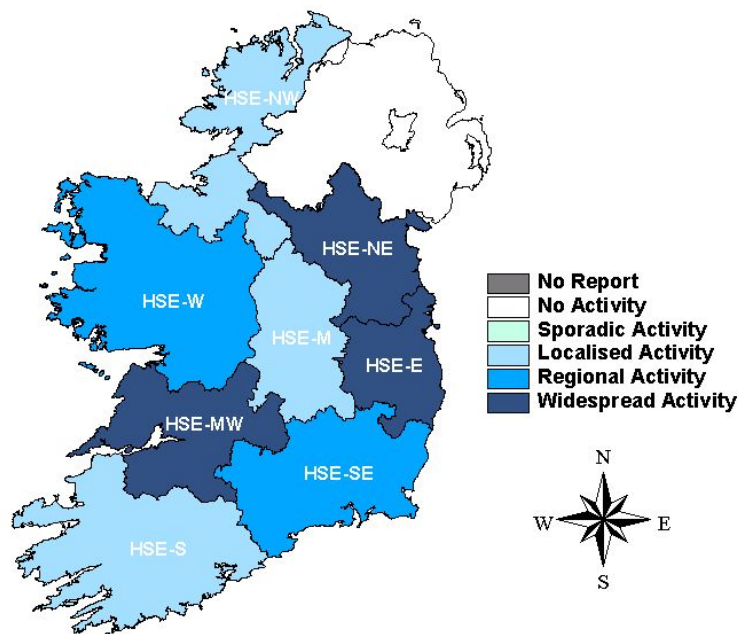 HSE-NW
HSE-NE
HSE-W
HSE-M
HSE-E
HSE-MW
HSE-SE
HSE-S
No Report
No Activity
Sporadic Activity
Localised Activity
Regional Activity
Widespread Activity
N
W E
S